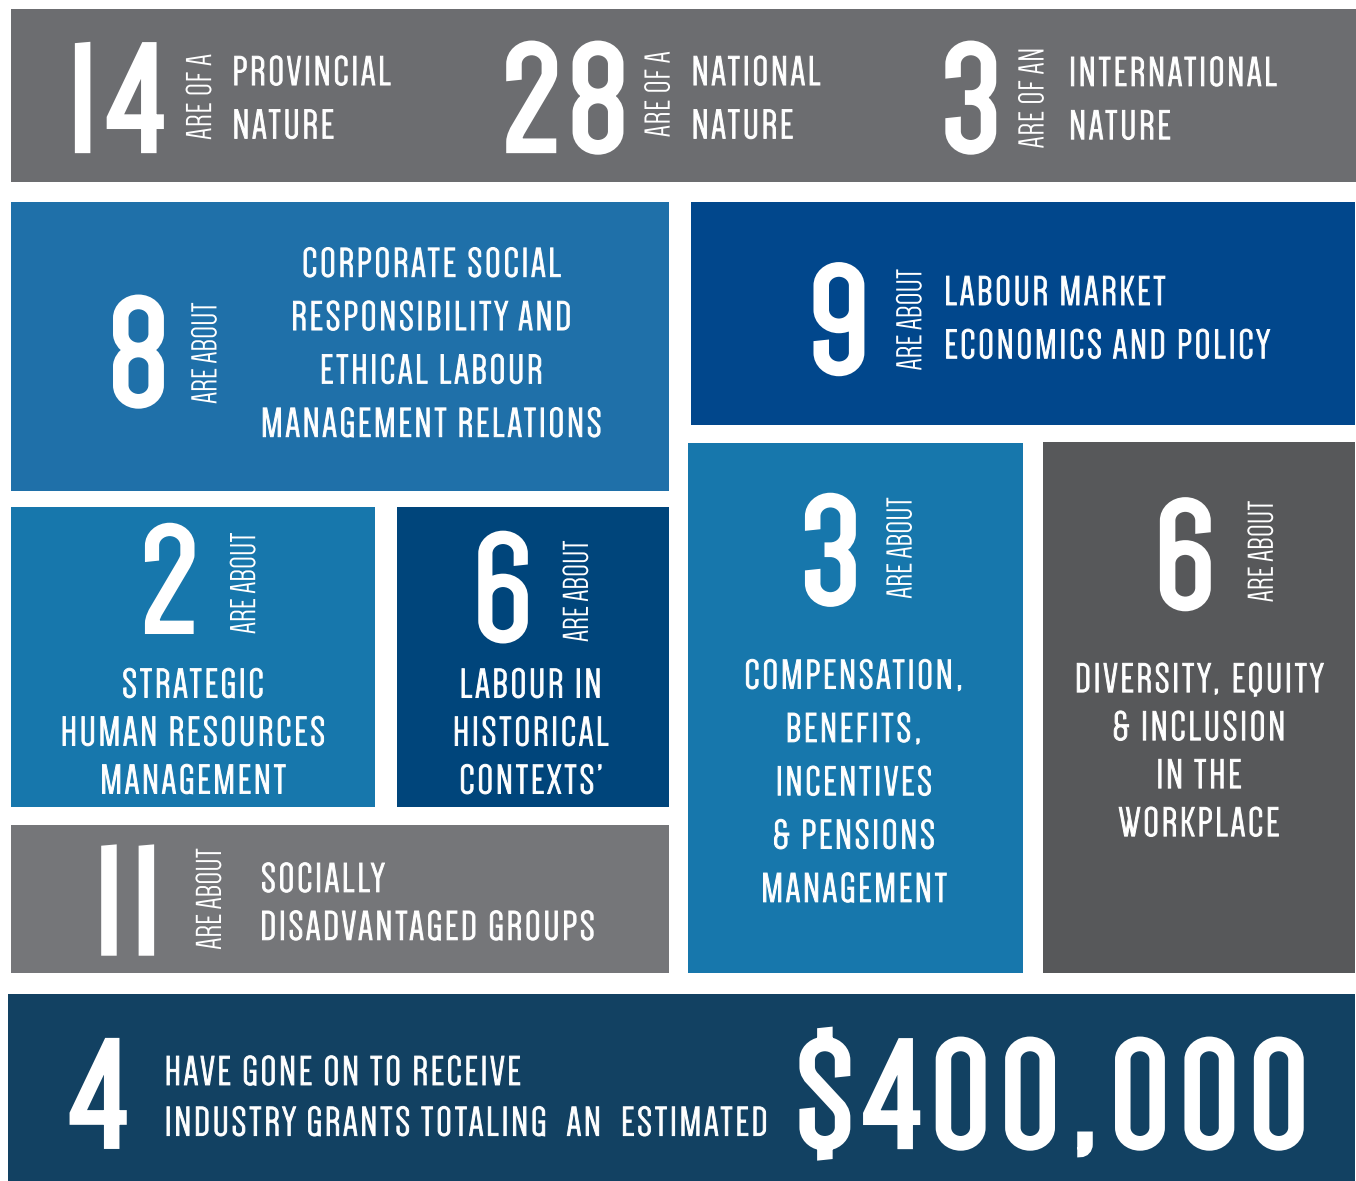 14 ARE OF A PROVINCIAL
NATURE
28 ARE OF A NATIONAL
NATURE
3 ARE OF AN INTERNATIONAL
NATURE
8 ARE ABOUT
CORPORATE SOCIAL
RESPONSIBILITY AND
ETHICAL LABOUR
MANAGEMENT RELATIONS
9 ARE ABOUT
LABOUR MARKET
ECONOMICS AND POLICY
2 ARE ABOUT
STRATEGIC
HUMAN RESOURCES
MANAGEMENT
6 ARE ABOUT
LABOUR IN
HISTORICAL
CONTEXTS’
3 ARE ABOUT
COMPENSATION,
BENEFITS,
INCENTIVES
& PENSIONS
MANAGEMENT
6 ARE ABOUT
DIVERSITY, EQUITY
& INCLUSION
IN THE
WORKPLACE
11 ARE ABOUT
SOCIALLY
DISADVANTAGED GROUPS
4 HAVE GONE ON TO RECEIVE
INDUSTRY GRANTS TOTALING AN ESTIMATED
$400,000